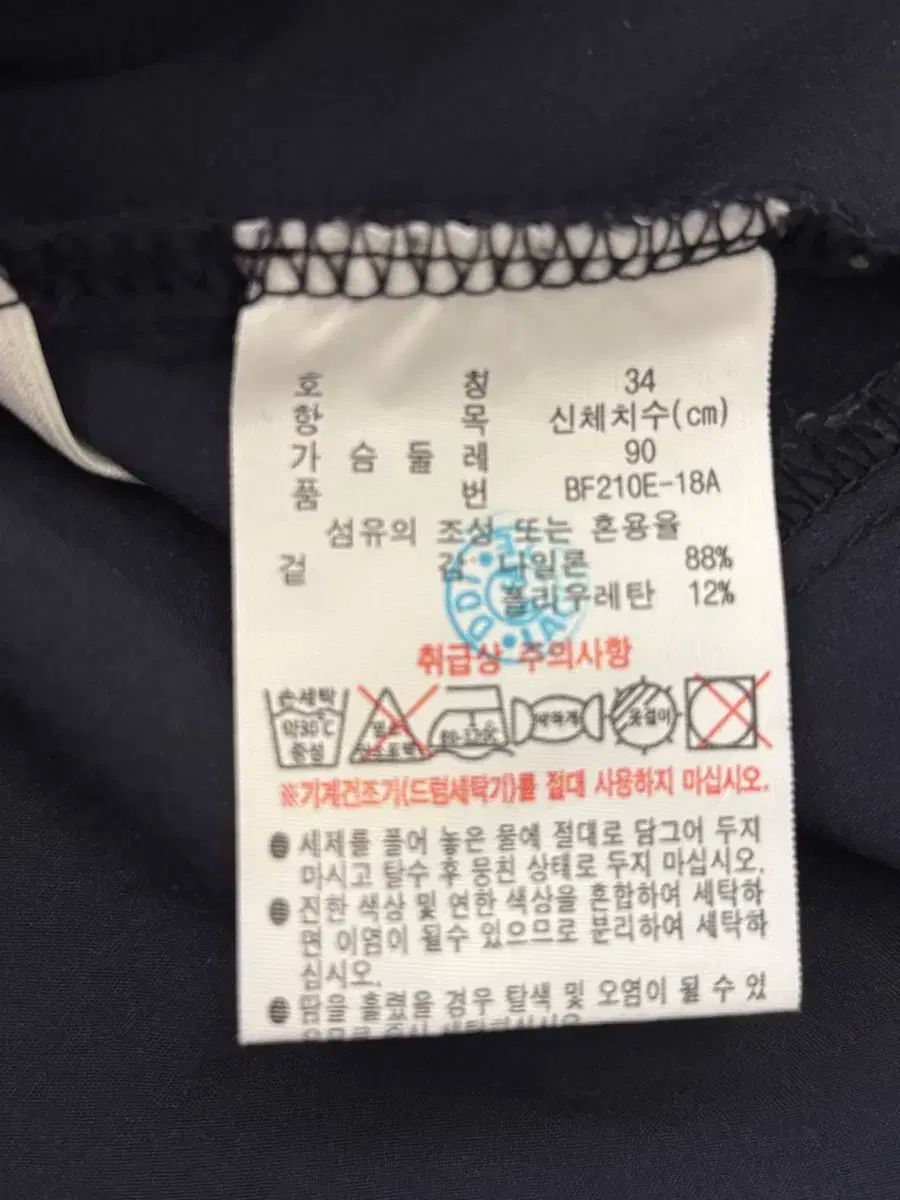 호 칭 34
항 목 신체치수(cm)
가 슴 둘 레 90
품 번 BF210E-18A
섬유의 조성 또는 혼용율
겉 감 나일론 88%
폴리우레탄 12%
취급상 주의사항
손세탁
약30℃
중성
옷걸이
※기계건조기(드럼세탁기)를 절대 사용하지 마십시오.
세제를 풀어 놓은 물에 절대로 담그어 두지
마시고 탈수 후 뭉친 상태로 두지 마십시오.
진한 색상 및 연한 색상을 혼합하여 세탁하
면 이염이 될수 있으므로 분리하여 세탁하
십시오.
땀을 흘렸을 경우 탈색 및 오염이 될 수 있